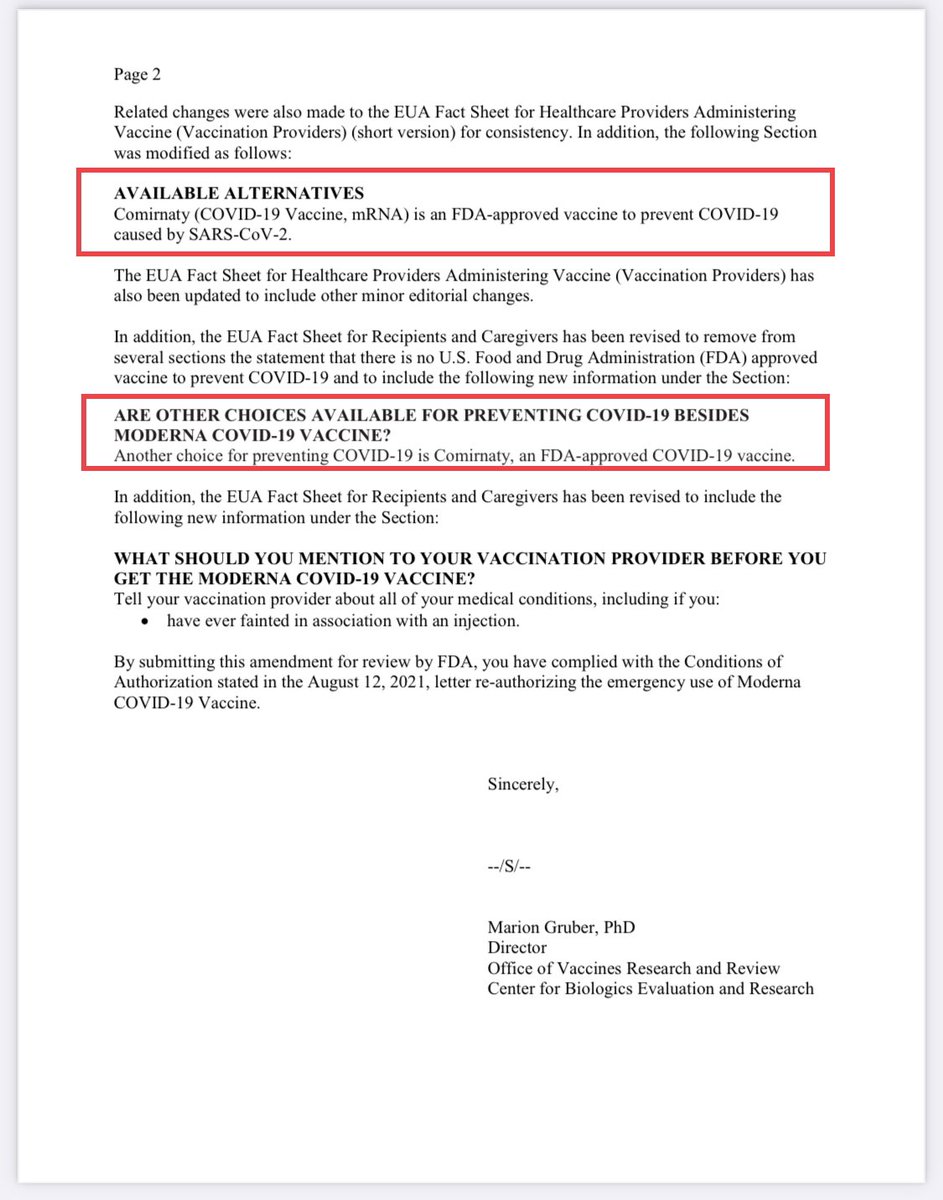 Page 2
Related changes were also made to the EUA Fact Sheet for Healthcare Providers Administering
Vaccine (Vaccination Providers) (short version) for consistency. In addition, the following Section
was modified as follows:
AVAILABLE ALTERNATIVES
Comirnaty (COVID-19 Vaccine, mRNA) is an FDA-approved vaccine to prevent COVID-19
caused by SARS-CoV-2.
The EUA Fact Sheet for Healthcare Providers Administering Vaccine (Vaccination Providers) has
also been updated to include other minor editorial changes.
In addition, the EUA Fact Sheet for Recipients and Caregivers has been revised to remove from
several sections the statement that there is no U.S. Food and Drug Administration (FDA) approved
vaccine to prevent COVID-19 and to include the following new information under the Section:
ARE OTHER CHOICES AVAILABLE FOR PREVENTING COVID-19 BESIDES
MODERNA COVID-19 VACCINE?
Another choice for preventing COVID-19 is Comirnaty, an FDA-approved COVID-19 vaccine.
In addition, the EUA Fact Sheet for Recipients and Caregivers has been revised to include the
following new information under the Section:
WHAT SHOULD YOU MENTION TO YOUR VACCINATION PROVIDER BEFORE YOU
GET THE MODERNA COVID-19 VACCINE?
Tell your vaccination provider about all of your medical conditions, including if you:
• have ever fainted in association with an injection.
By submitting this amendment for review by FDA, you have complied with the Conditions of
Authorization stated in the August 12, 2021, letter re-authorizing the emergency use of Moderna
COVID-19 Vaccine.
Sincerely,
--/S/--
Marion Gruber, PhD
Director
Office of Vaccines Research and Review
Center for Biologics Evaluation and Research